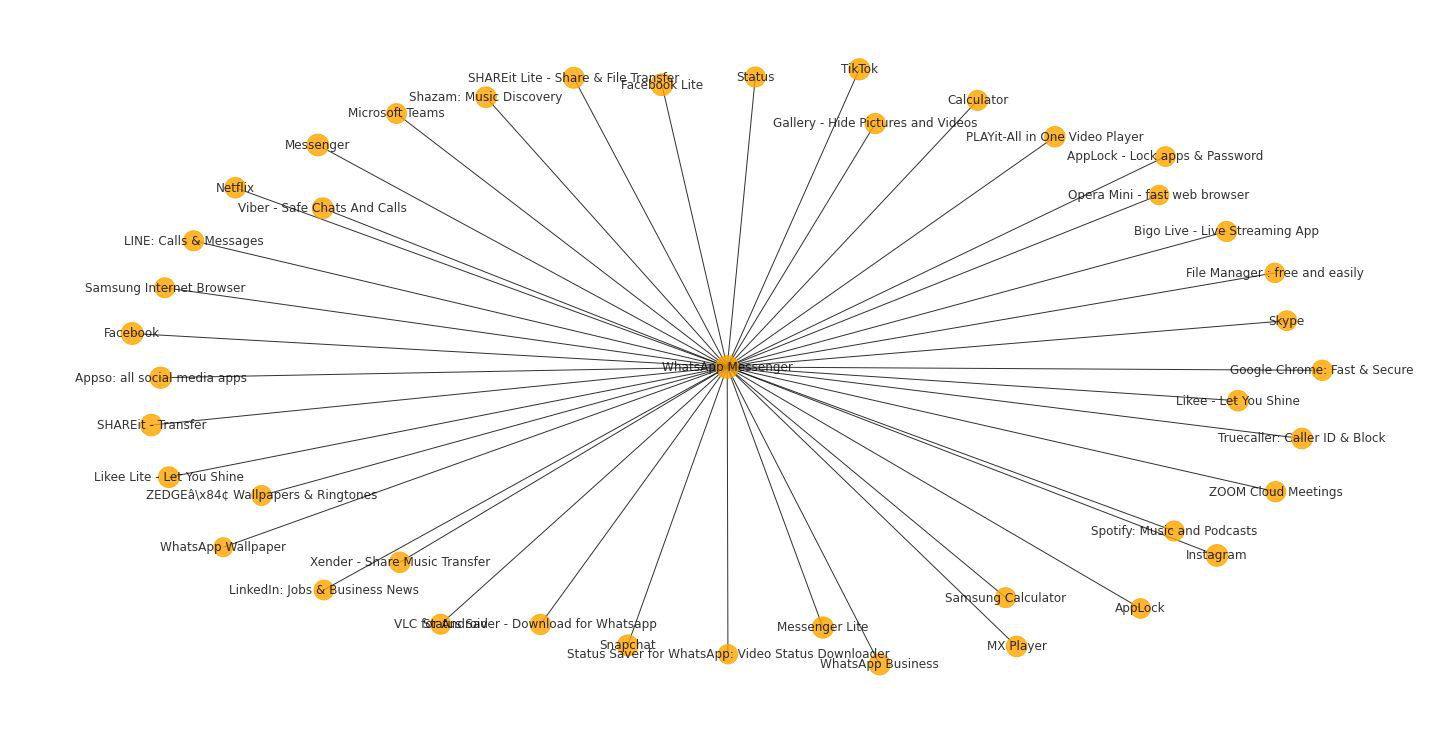 TikTok
SHAREit Lite - Share & File Transfer
Status
Facebook Lite
Shazam: Music Discovery
Calculator
Microsoft Teams
Gallery - Hide Pictures and Videos
PLAYit-All in One Video Player
Messenger
AppLock - Lock apps & Password
Netflix
Opera Mini - fast web browser
Viber - Safe Chats And Calls
Bigo Live - Live Streaming App
LINE: Calls & Messages
File Manager : free and easily
Samsung Internet Browser
Skype
Facebook
WhatsApp Messenger
Google Chrome: Fast & Secure
Appso: all social media apps
Likee - Let You Shine
SHAREit - Transfer
Truecaller: Caller ID & Block
Likee Lite - Let You Shine
ZOOM Cloud Meetings
ZEDGEâ\x84¢ Wallpapers & Ringtones
Spotify: Music and Podcasts
WhatsApp Wallpaper
Instagram
Xender - Share Music Transfer
LinkedIn: Jobs & Business News
Samsung Calculator
AppLock
VLC for Android
Status Saver - Download for Whatsapp
Messenger Lite
Snapchat
MX Player
Status Saver for WhatsApp: Video Status Downloader
WhatsApp Business